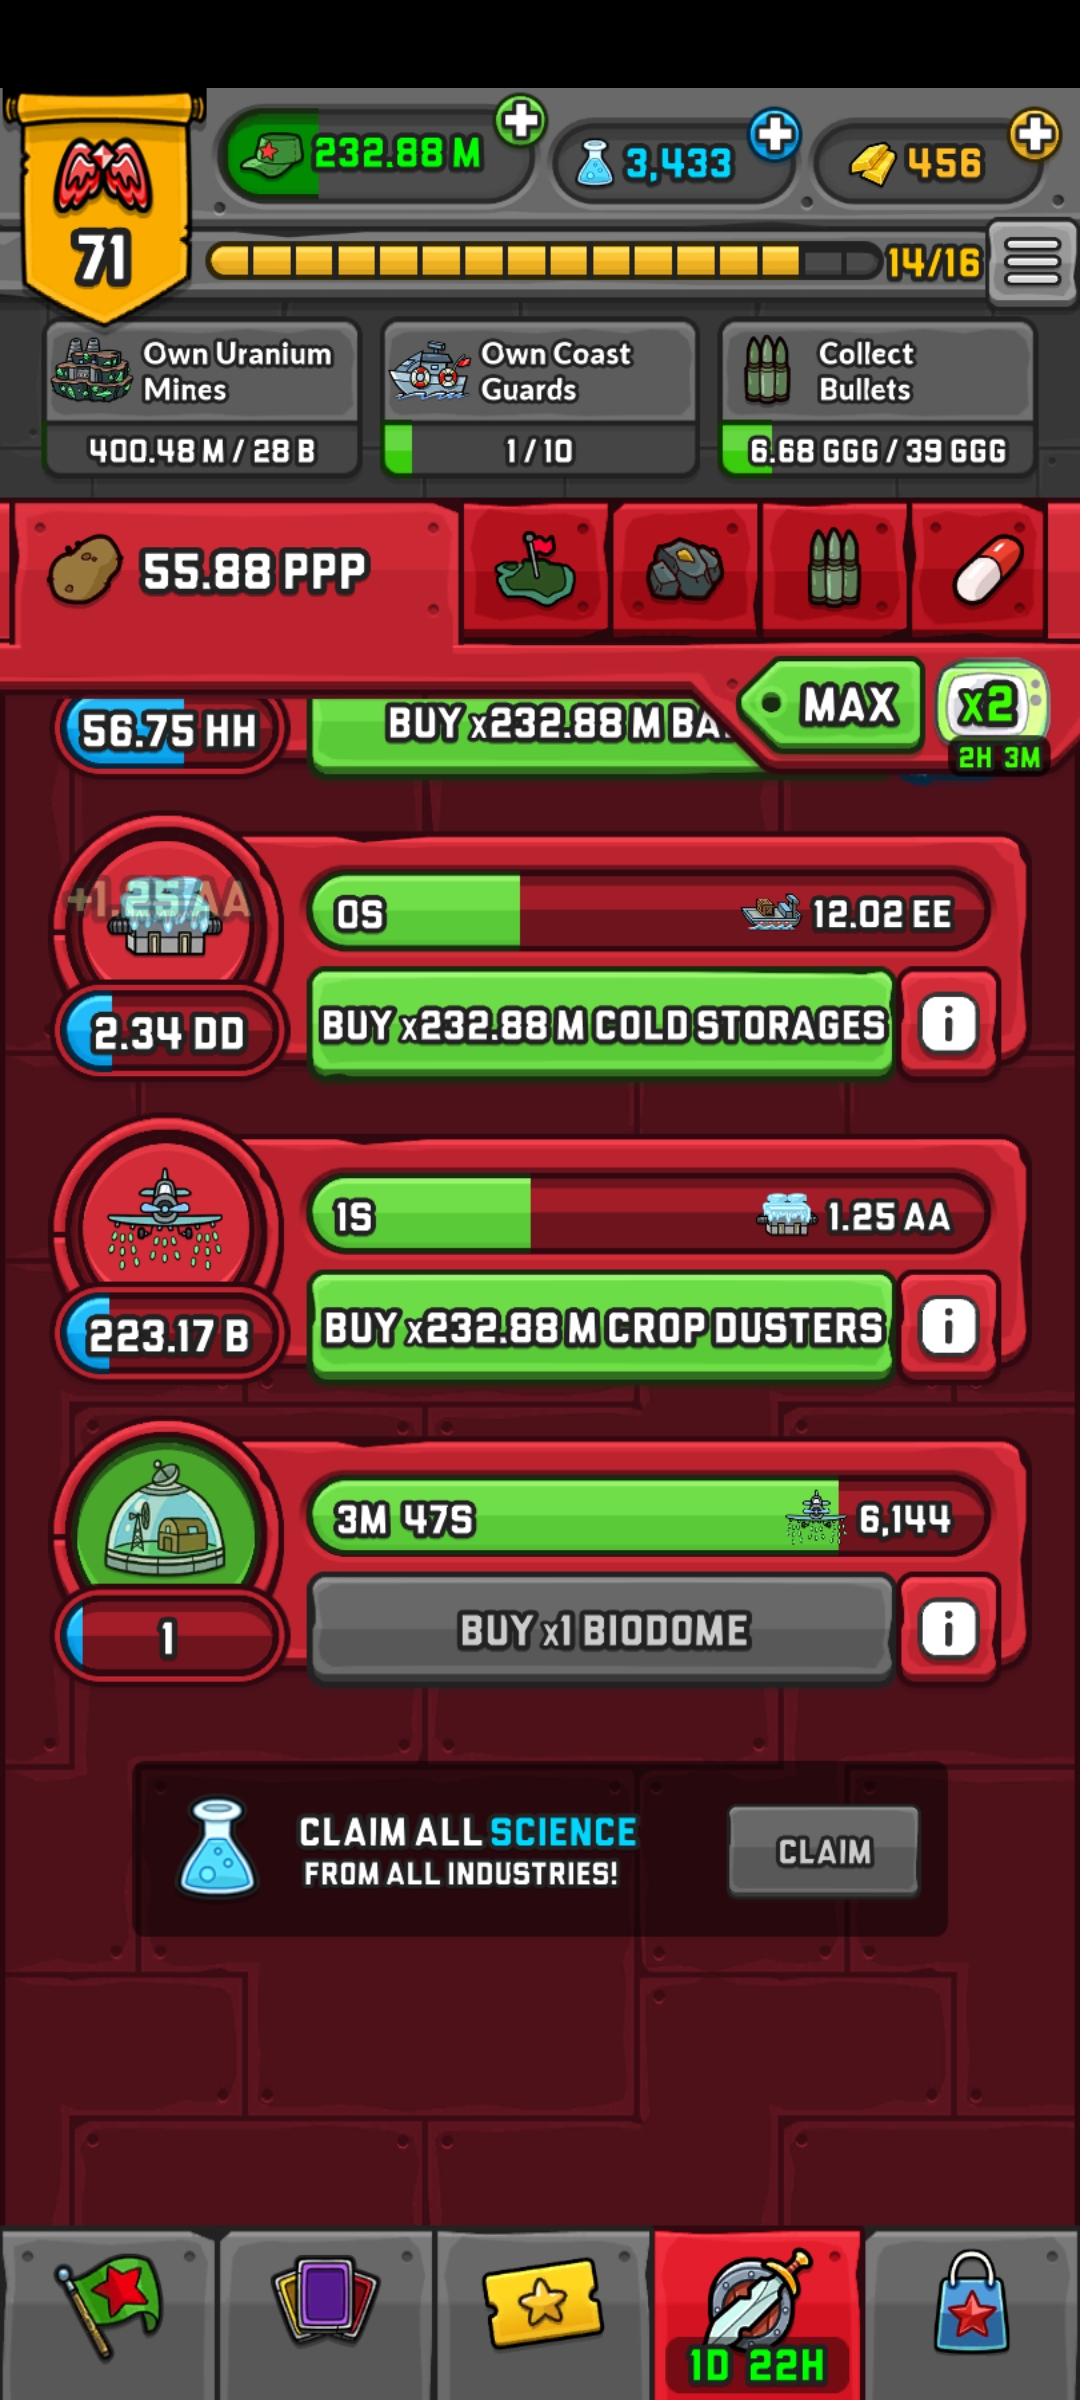 232.88 M
3,433
456
71
14/16
Own Uranium
Mines
400.48 M / 28 B
Own Coast
Guards
1 / 10
Collect
Bullets
6.68 GGG / 39 GGG
55.88 PPP
MAX
x2
2H 3M
56.75 HH
BUY x232.88 M BA
+1.25 AA
0S
12.02 EE
2.34 DD
BUY x232.88 M COLD STORAGES
i
1S
1.25 AA
223.17 B
BUY x232.88 M CROP DUSTERS
i
3M 47S
6,144
1
BUY x1 BIODOME
i
CLAIM ALL SCIENCE
FROM ALL INDUSTRIES!
CLAIM
1D 22H